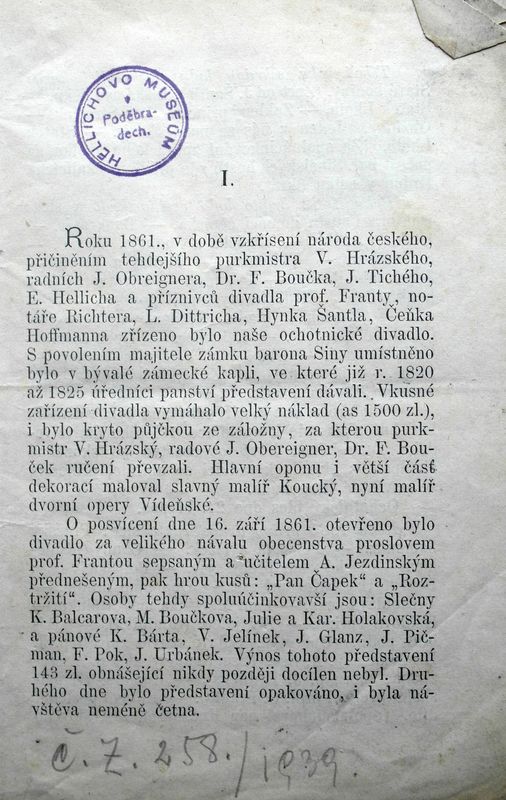 HELLICHOVO MUSEUM
v
Poděbra-
dech.
I.
Roku 1861., v době vzkřísení národa českého,
přičiněním tehdejšího purkmistra V. Hrázského,
radních J. Obreignera, Dr. F. Boučka, J. Tichého,
E. Hellicha a příznivců divadla prof. Franty, no-
táře Richtera, L. Dittricha, Hynka Šantla, Čeňka
Hoffmanna zřízeno bylo naše ochotnické divadlo.
S povolením majitele zámku barona Siny umístněno
bylo v bývalé zámecké kapli, ve které již r. 1820
až 1825 úředníci panství představení dávali. Vkusné
zařízení divadla vymáhalo velký náklad (as 1500 zl.),
i bylo kryto půjčkou ze záložny, za kterou purk-
mistr V. Hrázský, radové J. Obereigner, Dr. F. Bou-
ček ručení převzali. Hlavní oponu i větší část
dekorací maloval slavný malíř Koucký, nyní malíř
dvorní opery Vídeňské.
O posvícení dne 16. září 1861. otevřeno bylo
divadlo za velikého návalu obecenstva proslovem
prof. Frantou sepsaným a učitelem A. Jezdinským
přednešeným, pak hrou kusů: „Pan Čapek“ a „Roz-
tržití“. Osoby tehdy spoluúčinkovavší jsou: Slečny
K. Balcarova, M. Boučkova, Julie a Kar. Holakovská,
a pánové K. Bárta, V. Jelínek, J. Glanz, J. Pič-
man, F. Pok, J. Urbánek. Výnos tohoto představení
143 zl. obnášející nikdy později docílen nebyl. Dru-
hého dne bylo představení opakováno, i byla ná-
vštěva neméně četna.
Č. Z. 258./1939.